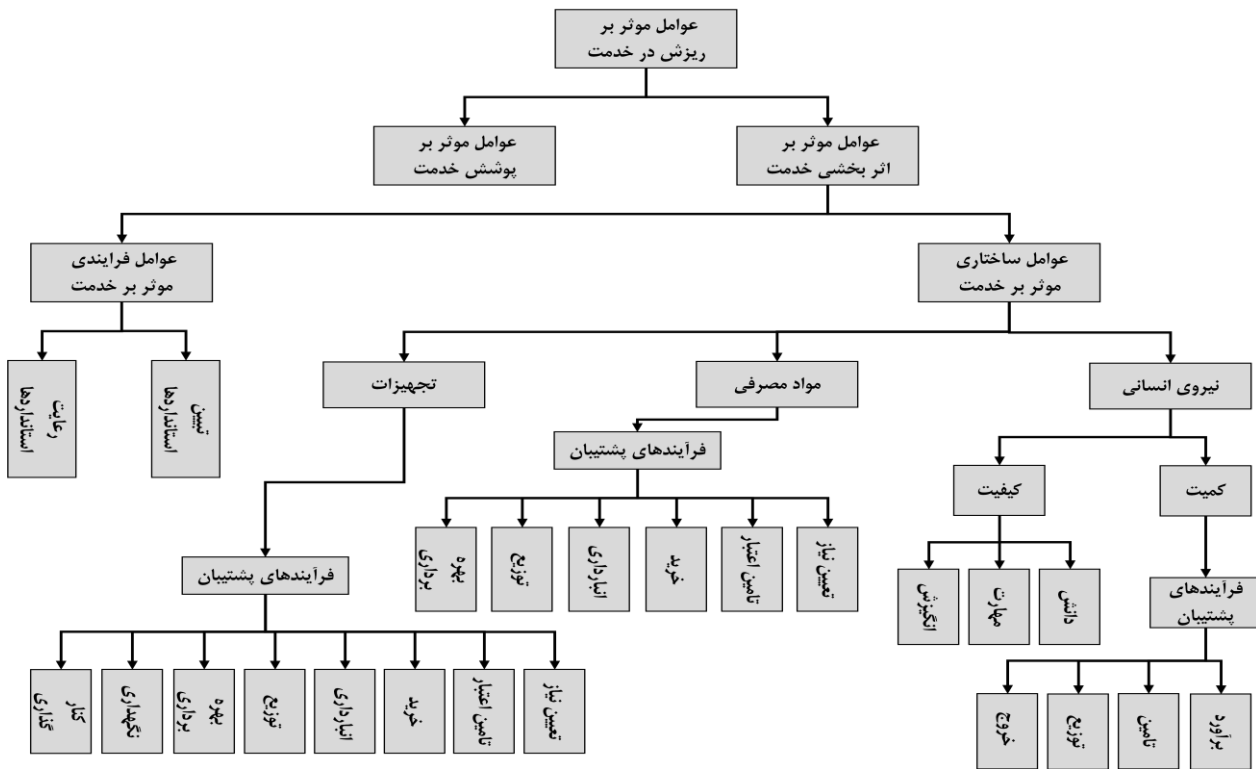 عوامل موثر بر
ریزش در خدمت
عوامل موثر بر
اثر بخشی خدمت
عوامل موثر بر
پوشش خدمت
عوامل ساختاری
موثر بر خدمت
عوامل فرایندی
موثر بر خدمت
نیروی انسانی
مواد مصرفی
تجهیزات
تبیین
استانداردها
رعایت
استانداردها
فرآیندهای پشتیبان
کمیت
کیفیت
تعیین نیاز
تامین اعتبار
خرید
انبارداری
توزیع
بهره
برداری
فرآیندهای
پشتیبان
دانش
مهارت
انگیزش
فرآیندهای پشتیبان
برآورد
تامین
توزیع
خروج
تعیین نیاز
تامین اعتبار
خرید
انبارداری
توزیع
بهره
برداری
نگهداری
کنار
گذاری